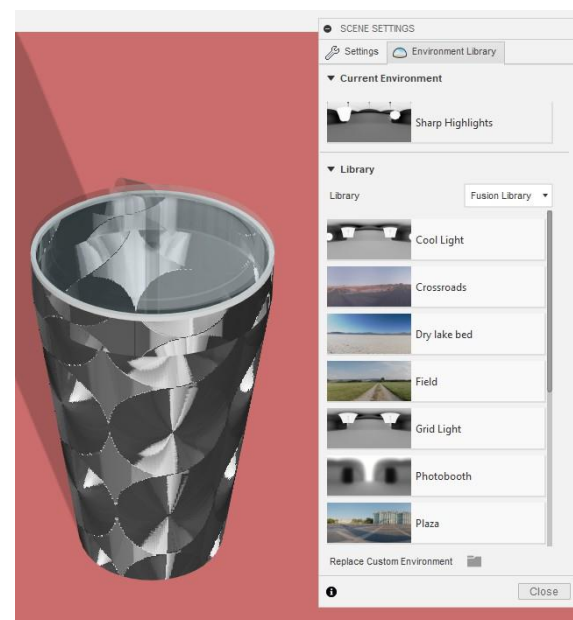 SCENE SETTINGS
Settings Environment Library
Current Environment
Sharp Highlights
Library
Library Fusion Library
Cool Light
Crossroads
Dry lake bed
Field
Grid Light
Photobooth
Plaza
Replace Custom Environment
Close